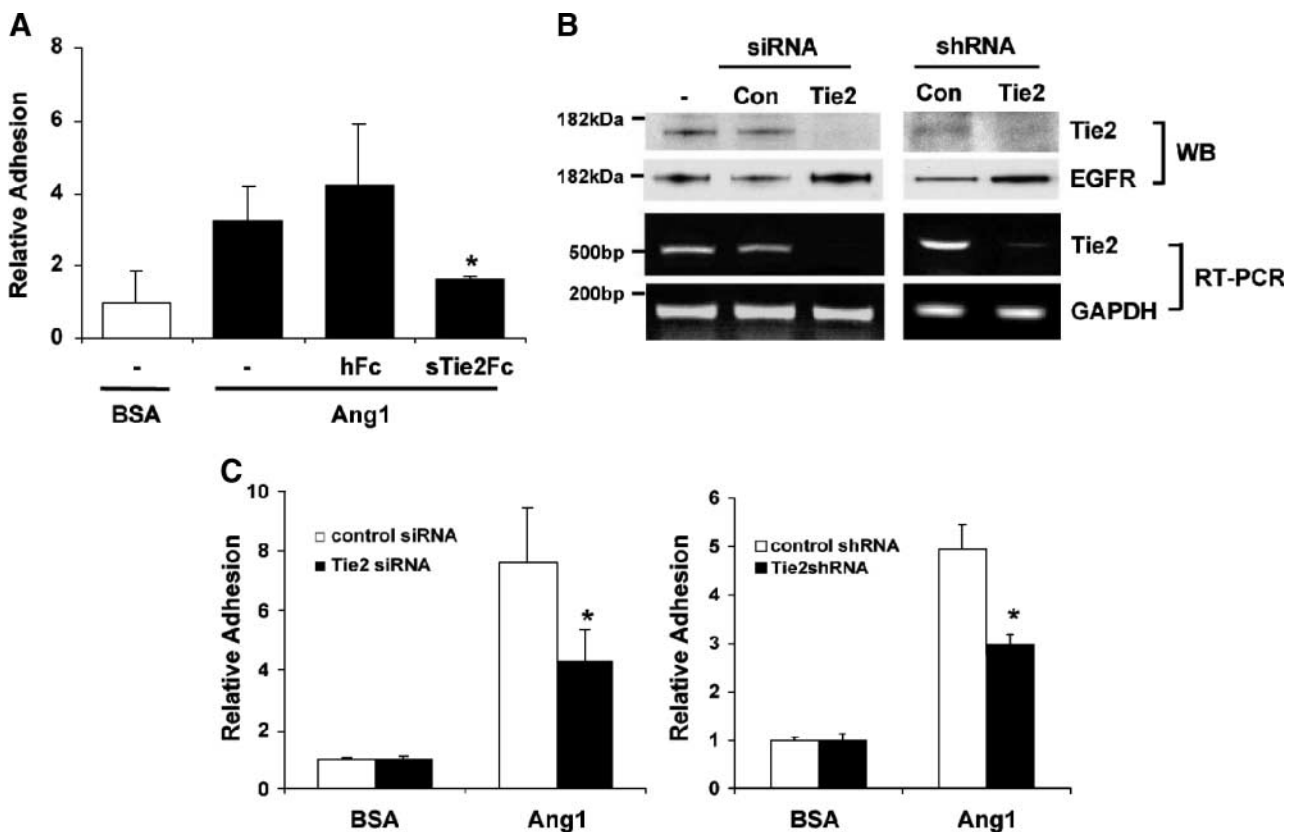 A
Relative Adhesion
8
6
4
2
0
- - hFc sTie2Fc
*
BSA Ang1
B
siRNA shRNA
- Con Tie2 Con Tie2
182kDa
Tie2
182kDa
EGFR
WB
500bp
Tie2
200bp
GAPDH
RT-PCR
C
Relative Adhesion
10
8
6
4
2
0
control siRNA
Tie2 siRNA
*
BSA Ang1
Relative Adhesion
6
5
4
3
2
1
0
control shRNA
Tie2shRNA
*
BSA Ang1